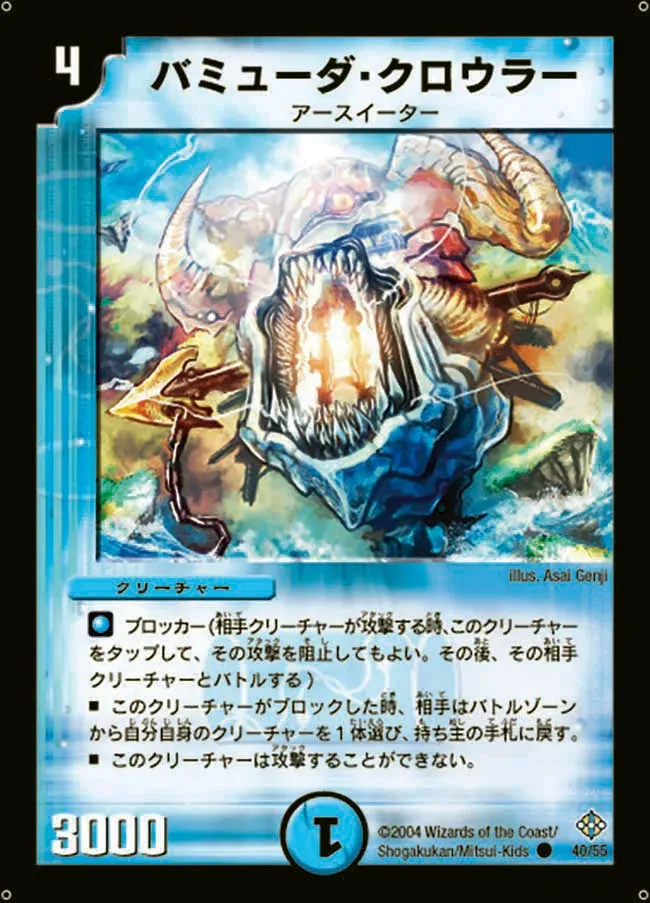 4
バミューダ・クロウラー
アースイーター
illus. Asai Genji
クリーチャー
ブロッカー(相手クリーチャーが攻撃する時、このクリーチャー
をタップして、その攻撃を阻止してもよい。その後、その相手
クリーチャーとバトルする)
■ このクリーチャーがブロックした時、相手はバトルゾーン
から自分自身のクリーチャーを1体選び、持ち主の手札に戻す。
■ このクリーチャーは攻撃することができない。
3000
1
©2004 Wizards of the Coast/
Shogakukan/Mitsui-Kids ● 40/55